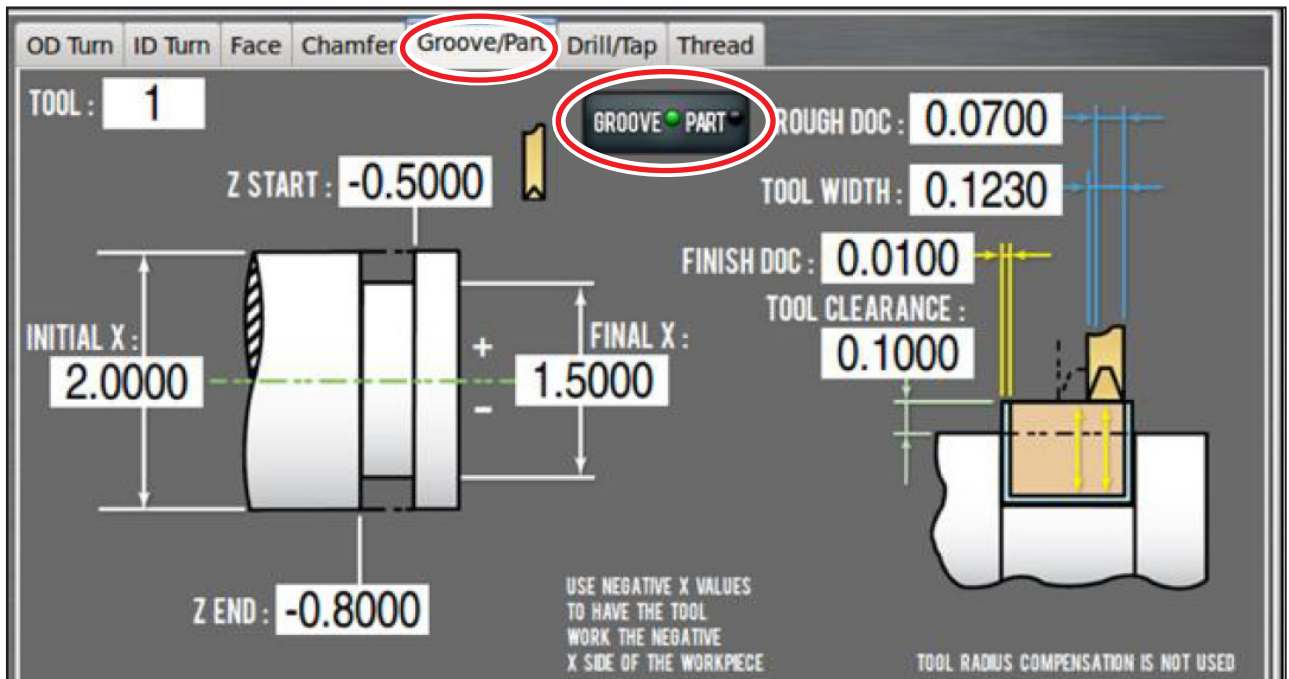 OD Turn ID Turn Face Chamfer Groove/Part Drill/Tap Thread
TOOL : 1
GROOVE PART
ROUGH DOC : 0.0700
Z START : -0.5000
TOOL WIDTH : 0.1230
FINISH DOC : 0.0100
TOOL CLEARANCE :
0.1000
INITIAL X :
2.0000
+
-
FINAL X :
1.5000
Z END : -0.8000
USE NEGATIVE X VALUES
TO HAVE THE TOOL
WORK THE NEGATIVE
X SIDE OF THE WORKPIECE
TOOL RADIUS COMPENSATION IS NOT USED